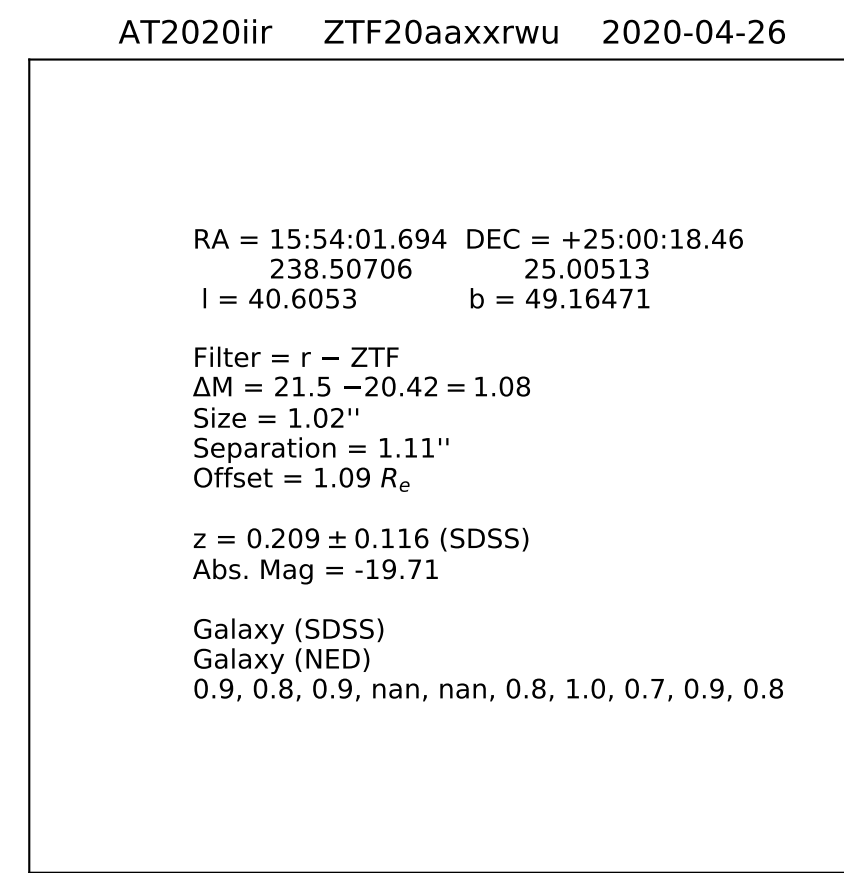 AT2020iir ZTF20aaxxrwu 2020-04-26
RA = 15:54:01.694 DEC = +25:00:18.46
238.50706 25.00513
l = 40.6053 b = 49.16471
Filter = r − ZTF
ΔM = 21.5 −20.42 = 1.08
Size = 1.02''
Separation = 1.11''
Offset = 1.09 Re
z = 0.209 ± 0.116 (SDSS)
Abs. Mag = -19.71
Galaxy (SDSS)
Galaxy (NED)
0.9, 0.8, 0.9, nan, nan, 0.8, 1.0, 0.7, 0.9, 0.8